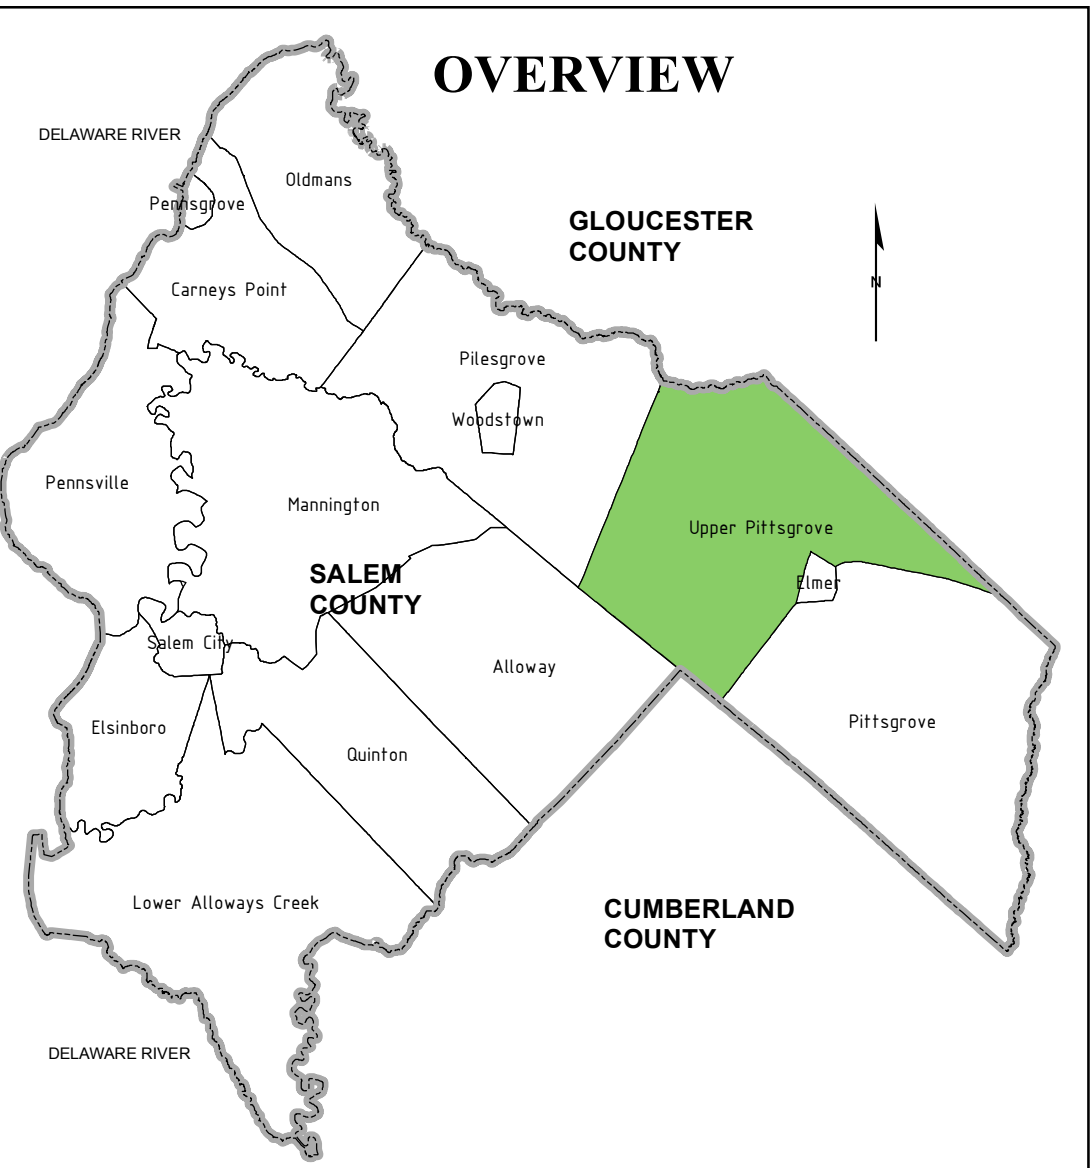 OVERVIEW
DELAWARE RIVER
Oldmans
Pennsgrove
GLOUCESTER
COUNTY
N
Carneys Point
Pilesgrove
Woodstown
Pennsville
Mannington
Upper Pittsgrove
SALEM
COUNTY
Elmer
Salem City
Alloway
Elsinboro
Quinton
Pittsgrove
Lower Alloways Creek
CUMBERLAND
COUNTY
DELAWARE RIVER